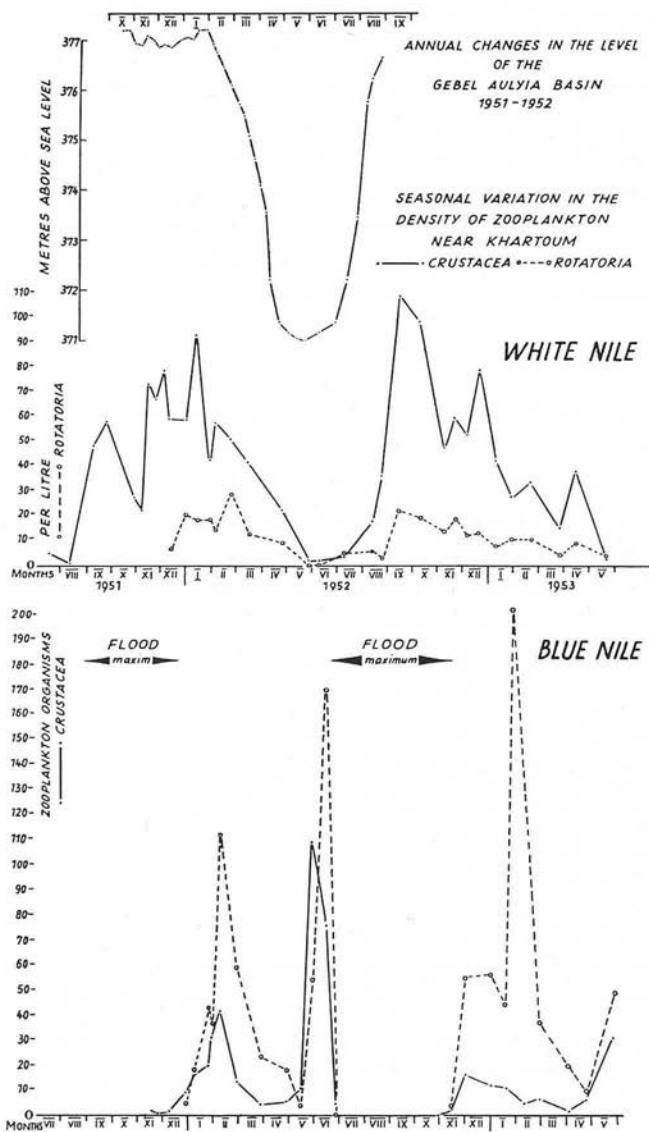 X XI XII I II III IV V VI VII VIII IX
377
376
375
374
373
372
371
METRES ABOVE SEA LEVEL
ANNUAL CHANGES IN THE LEVEL
OF THE
GEBEL AULYIA BASIN
1951-1952
SEASONAL VARIATION IN THE
DENSITY OF ZOOPLANKTON
NEAR KHARTOUM
CRUSTACEA ROTATORIA
WHITE NILE
110
100
90
80
70
60
50
40
30
20
10
0
PER LITRE ROTATORIA
MONTHS VIII IX X XI XII I II III IV V VI VII VIII IX X XI XII I II III IV V
1951 1952 1953
BLUE NILE
FLOOD
maxim
FLOOD
maximum
200
190
180
170
160
150
140
130
120
110
100
90
80
70
60
50
40
30
20
10
0
ZOOPLANKTON ORGANISMS
CRUSTACEA
MONTHS VII VIII IX X XI XII I II III IV V VI VII VIII IX X XI XII I II III IV V